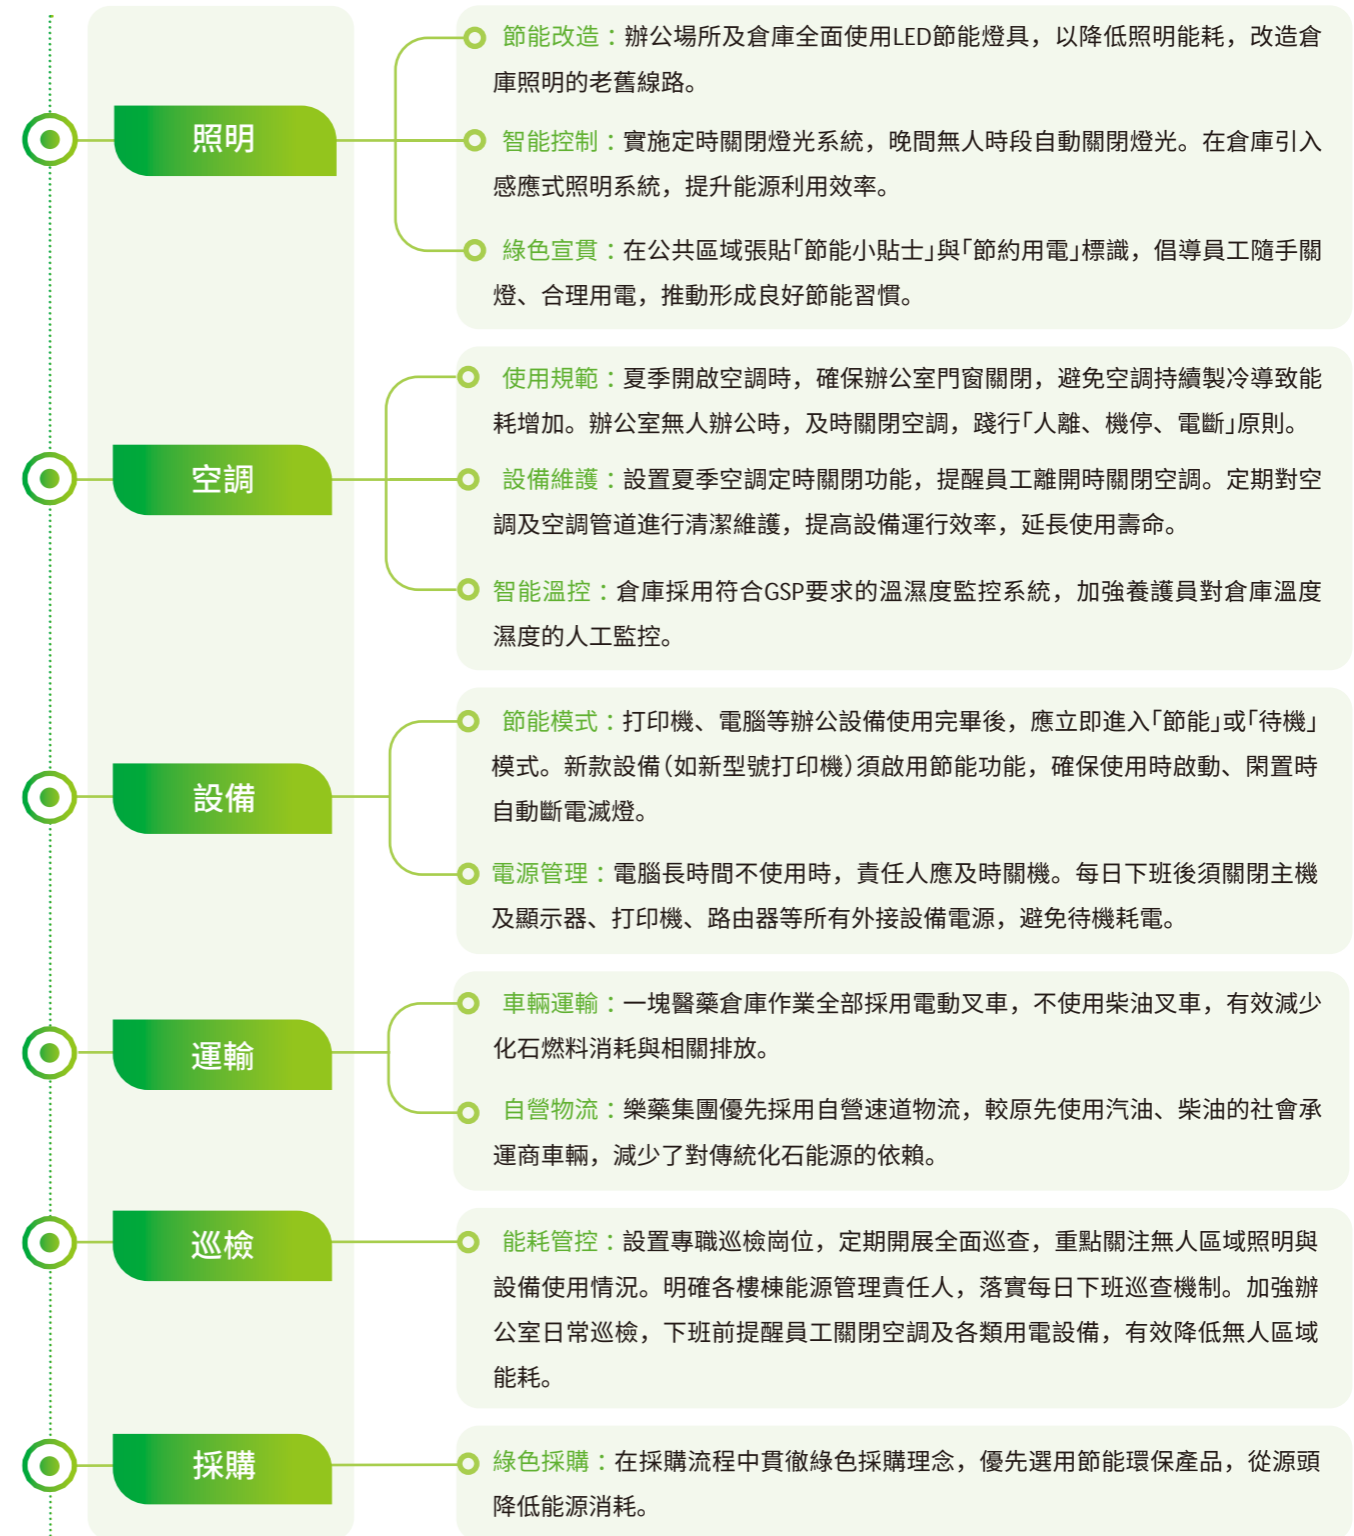 照明
節能改造：辦公場所及倉庫全面使用LED節能燈具，以降低照明能耗，改造倉
庫照明的老舊線路。
智能控制：實施定時關閉燈光系統，晚間無人時段自動關閉燈光。在倉庫引入
感應式照明系統，提升能源利用效率。
綠色宣貫：在公共區域張貼「節能小貼士」與「節約用電」標識，倡導員工隨手關
燈、合理用電，推動形成良好節能習慣。
空調
使用規範：夏季開啟空調時，確保辦公室門窗關閉，避免空調持續製冷導致能
耗增加。辦公室無人辦公時，及時關閉空調，踐行「人離、機停、電斷」原則。
設備維護：設置夏季空調定時關閉功能，提醒員工離開時關閉空調。定期對空
調及空調管道進行清潔維護，提高設備運行效率，延長使用壽命。
智能溫控：倉庫採用符合GSP要求的溫濕度監控系統，加強養護員對倉庫溫度
濕度的人工監控。
設備
節能模式：打印機、電腦等辦公設備使用完畢後，應立即進入「節能」或「待機」
模式。新款設備（如新型號打印機）須啟用節能功能，確保使用時啟動、閑置時
自動斷電滅燈。
電源管理：電腦長時間不使用時，責任人應及時關機。每日下班後須關閉主機
及顯示器、打印機、路由器等所有外接設備電源，避免待機耗電。
運輸
車輛運輸：一塊醫藥倉庫作業全部採用電動叉車，不使用柴油叉車，有效減少
化石燃料消耗與相關排放。
自營物流：樂藥集團優先採用自營速道物流，較原先使用汽油、柴油的社會承
運商車輛，減少了對傳統化石能源的依賴。
巡檢
能耗管控：設置專職巡檢崗位，定期開展全面巡查，重點關注無人區域照明與
設備使用情況。明確各樓棟能源管理責任人，落實每日下班巡查機制。加強辦
公室日常巡檢，下班前提醒員工關閉空調及各類用電設備，有效降低無人區域
能耗。
採購
綠色採購：在採購流程中貫徹綠色採購理念，優先選用節能環保產品，從源頭
降低能源消耗。